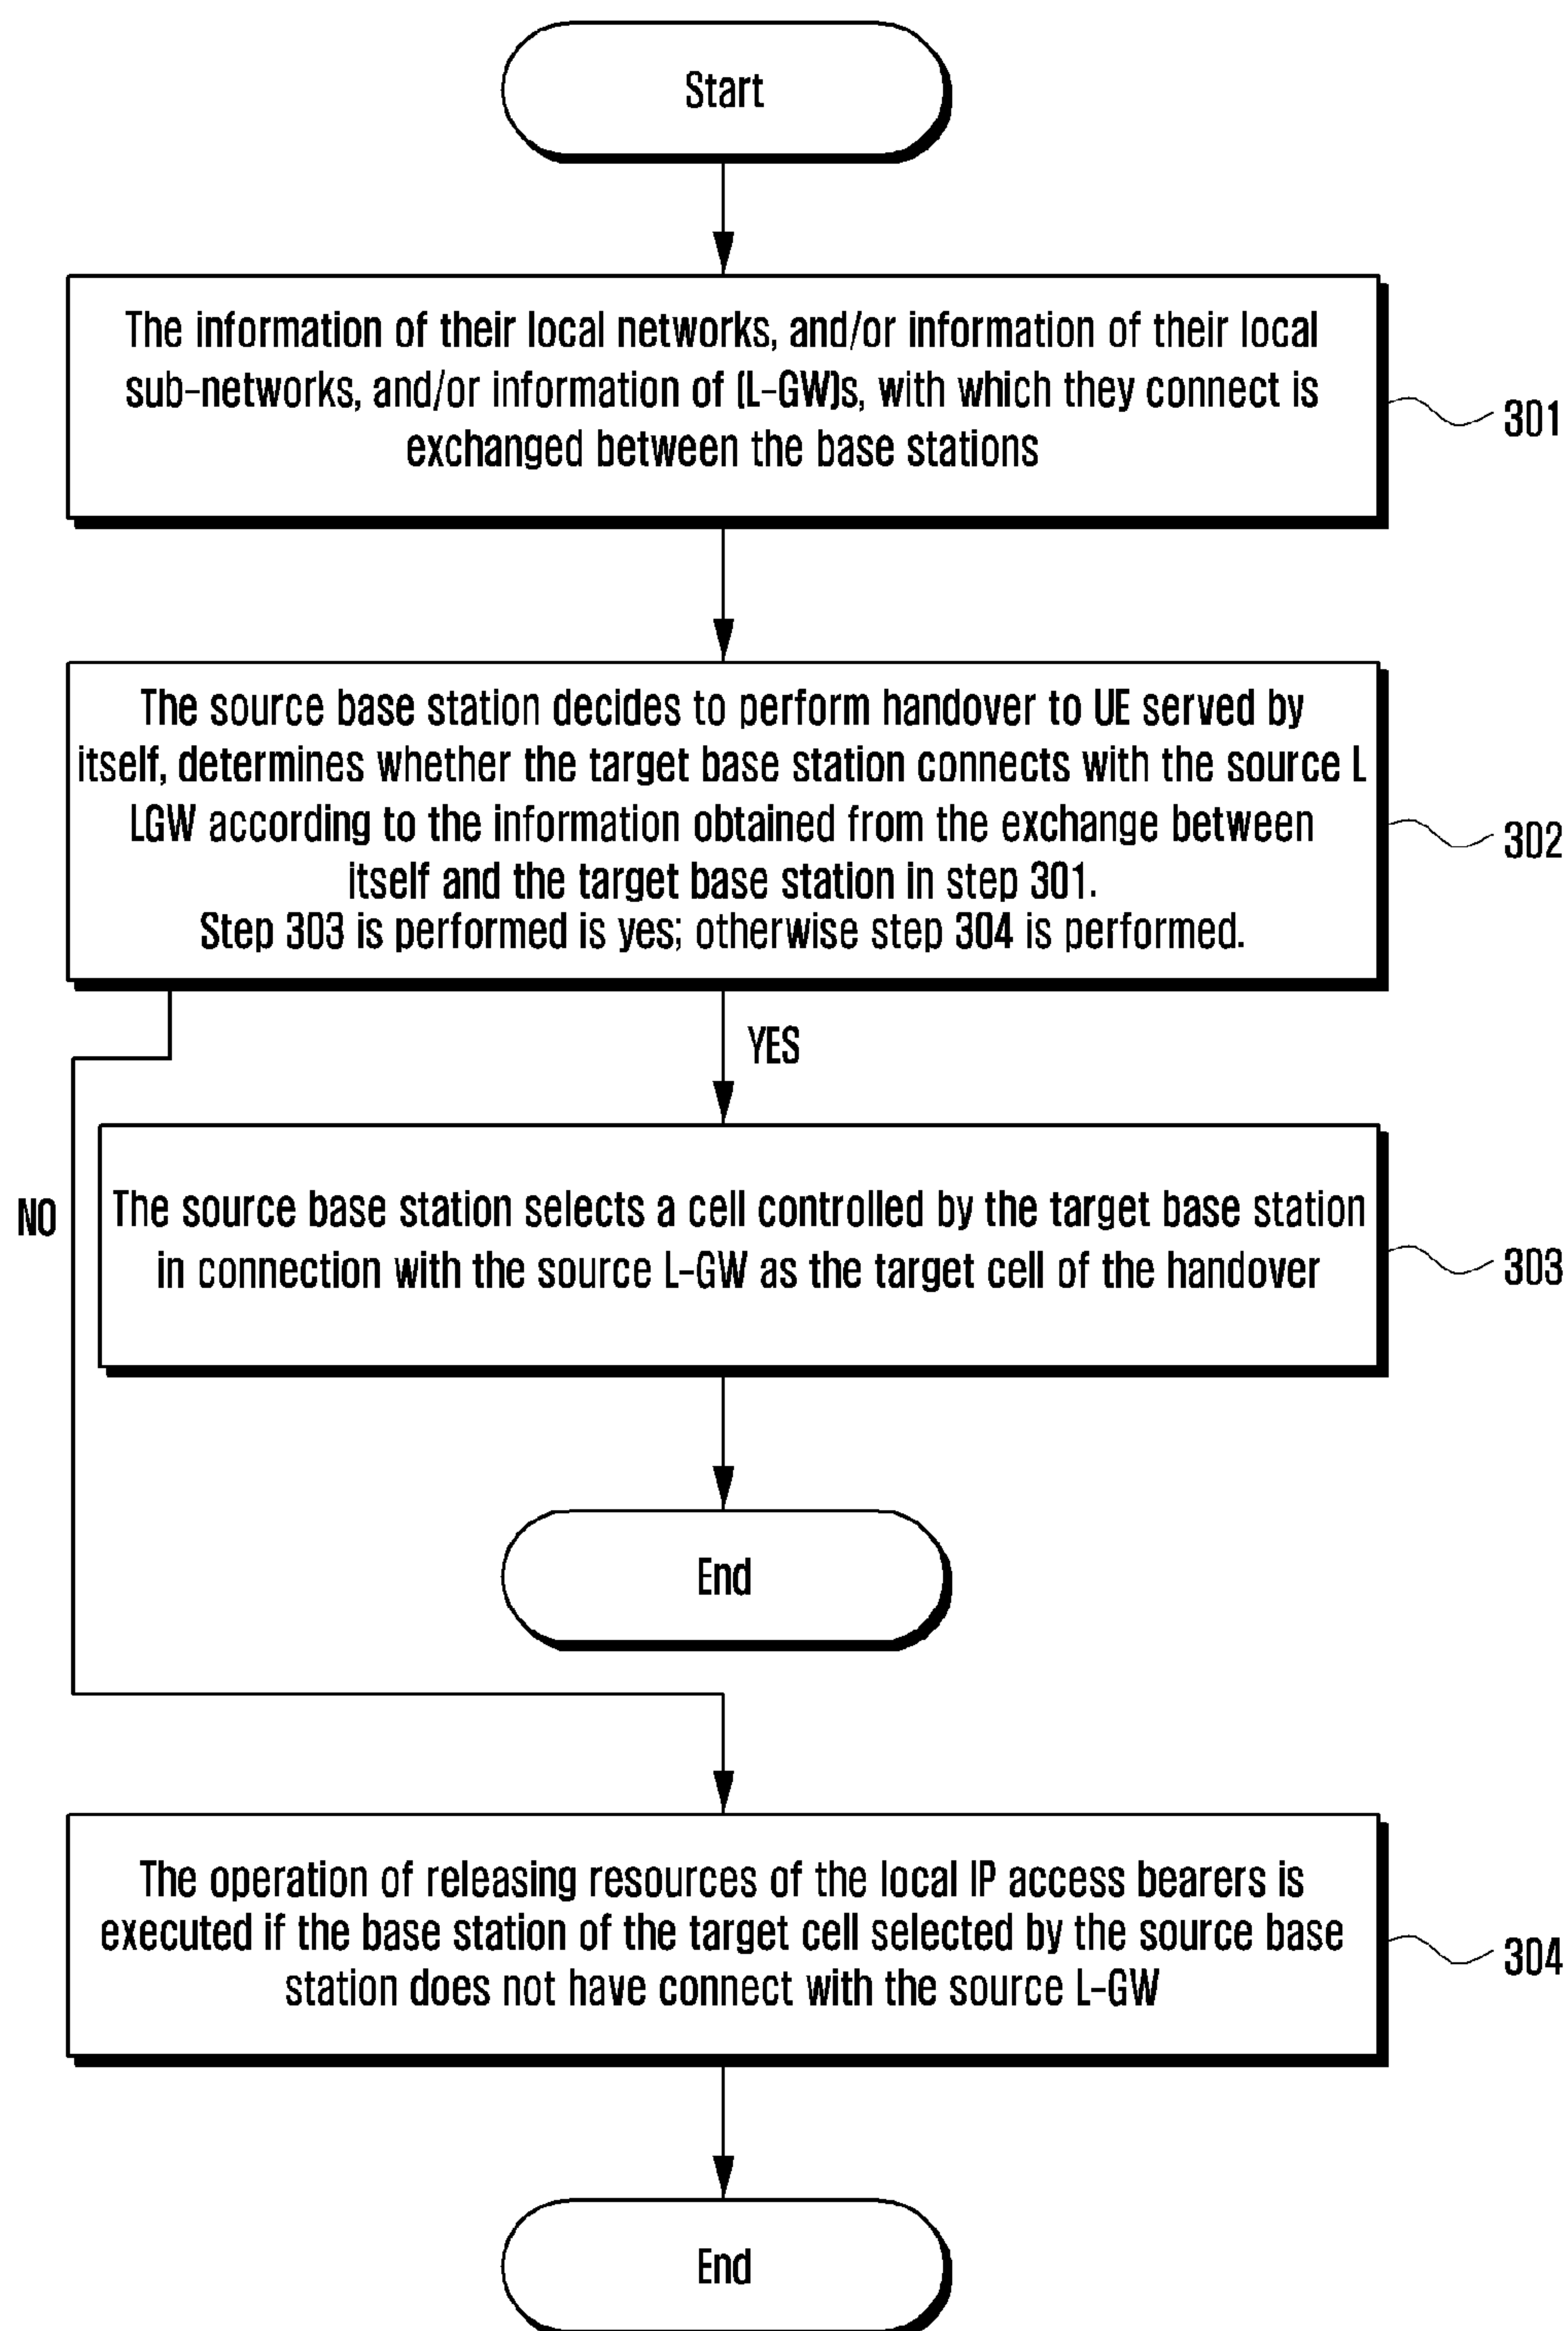 Start
The information of their local networks, and/or information of their local
sub-networks, and/or information of (L-GW)s, with which they connect is
exchanged between the base stations
301
The source base station decides to perform handover to UE served by
itself, determines whether the target base station connects with the source L
LGW according to the information obtained from the exchange between
itself and the target base station in step 301.
Step 303 is performed is yes; otherwise step 304 is performed.
302
YES
NO
The source base station selects a cell controlled by the target base station
in connection with the source L-GW as the target cell of the handover
303
End
The operation of releasing resources of the local IP access bearers is
executed if the base station of the target cell selected by the source base
station does not have connect with the source L-GW
304
End